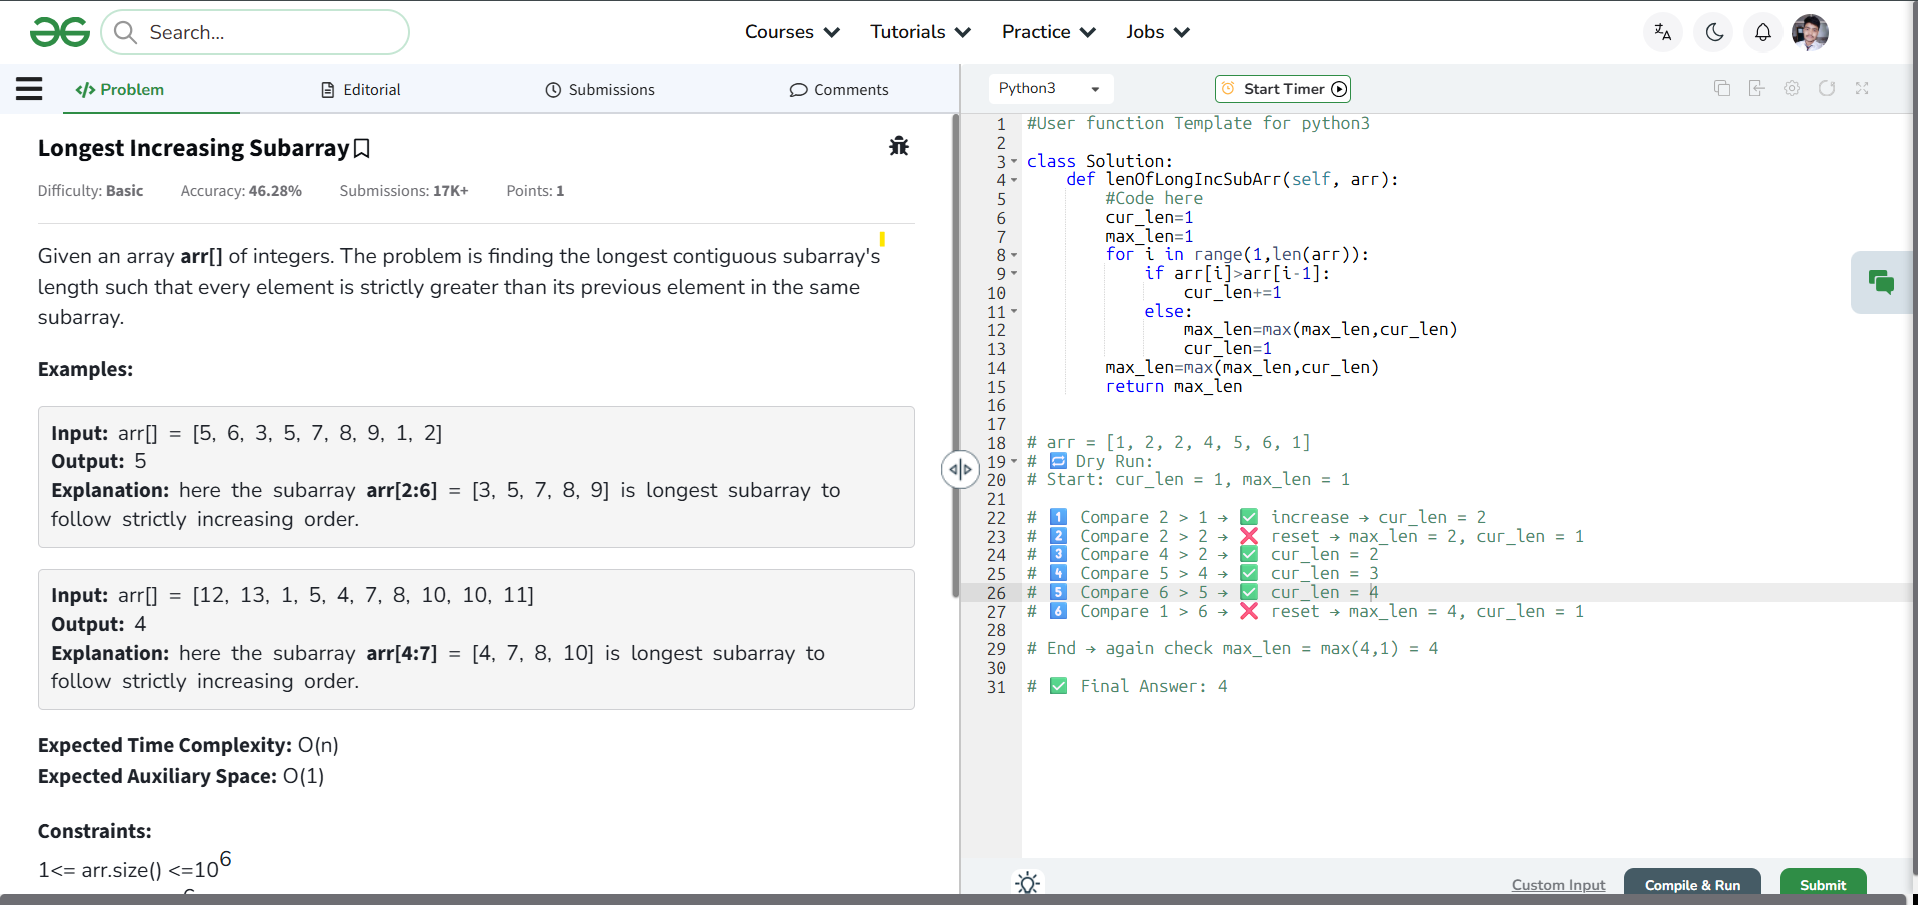 Search...
Courses
Tutorials
Practice
Jobs
Problem
Editorial
Submissions
Comments
Longest Increasing Subarray
Difficulty: Basic Accuracy: 46.28% Submissions: 17K+ Points: 1
Given an array arr[] of integers. The problem is finding the longest contiguous subarray's
length such that every element is strictly greater than its previous element in the same
subarray.
Examples:
Input: arr[] = [5, 6, 3, 5, 7, 8, 9, 1, 2]
Output: 5
Explanation: here the subarray arr[2:6] = [3, 5, 7, 8, 9] is longest subarray to
follow strictly increasing order.
Input: arr[] = [12, 13, 1, 5, 4, 7, 8, 10, 10, 11]
Output: 4
Explanation: here the subarray arr[4:7] = [4, 7, 8, 10] is longest subarray to
follow strictly increasing order.
Expected Time Complexity: O(n)
Expected Auxiliary Space: O(1)
Constraints:
1<= arr.size() <=10^6
Python3
Start Timer
1 #User function Template for python3
2
3 class Solution:
4 def lenOfLongIncSubArr(self, arr):
5 #Code here
6 cur_len=1
7 max_len=1
8 for i in range(1,len(arr)):
9 if arr[i]>arr[i-1]:
10 cur_len+=1
11 else:
12 max_len=max(max_len,cur_len)
13 cur_len=1
14 max_len=max(max_len,cur_len)
15 return max_len
16
17
18 # arr = [1, 2, 2, 4, 5, 6, 1]
19 # 🔁 Dry Run:
20 # Start: cur_len = 1, max_len = 1
21
22 # 1️⃣ Compare 2 > 1 → ✅ increase → cur_len = 2
23 # 2️⃣ Compare 2 > 2 → ❌ reset → max_len = 2, cur_len = 1
24 # 3️⃣ Compare 4 > 2 → ✅ cur_len = 2
25 # 4️⃣ Compare 5 > 4 → ✅ cur_len = 3
26 # 5️⃣ Compare 6 > 5 → ✅ cur_len = 4
27 # 6️⃣ Compare 1 > 6 → ❌ reset → max_len = 4, cur_len = 1
28
29 # End → again check max_len = max(4,1) = 4
30
31 # ✅ Final Answer: 4
Custom Input
Compile & Run
Submit